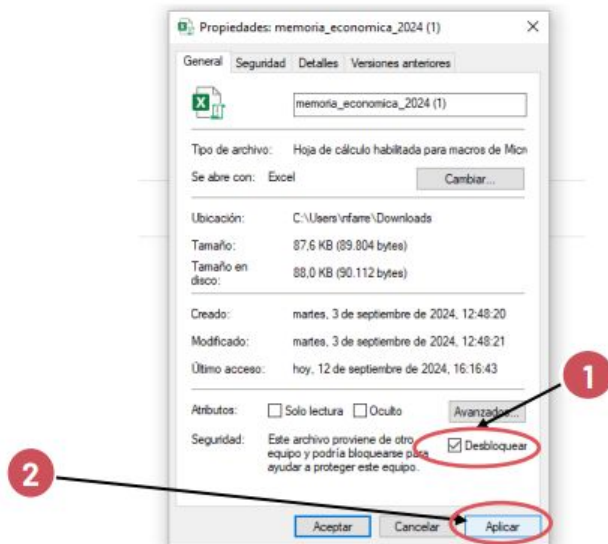 Propiedades: memoria_economica_2024 (1)
General Seguridad Detalles Versiones anteriores
memoria_economica_2024 (1)
Tipo de archivo: Hoja de cálculo habilitada para macros de Micr
Se abre con: Excel Cambiar...
Ubicación: C:\Users\nfarre\Downloads
Tamaño: 87,6 KB (89.804 bytes)
Tamaño en disco: 88,0 KB (90.112 bytes)
Creado: martes, 3 de septiembre de 2024, 12:48:20
Modificado: martes, 3 de septiembre de 2024, 12:48:21
Último acceso: hoy, 12 de septiembre de 2024, 16:16:43
1
Atributos: Solo lectura Oculto Avanzados...
Seguridad: Este archivo proviene de otro
equipo y podría bloquearse para
ayudar a proteger este equipo.
Desbloquear
2
Aceptar Cancelar Aplicar